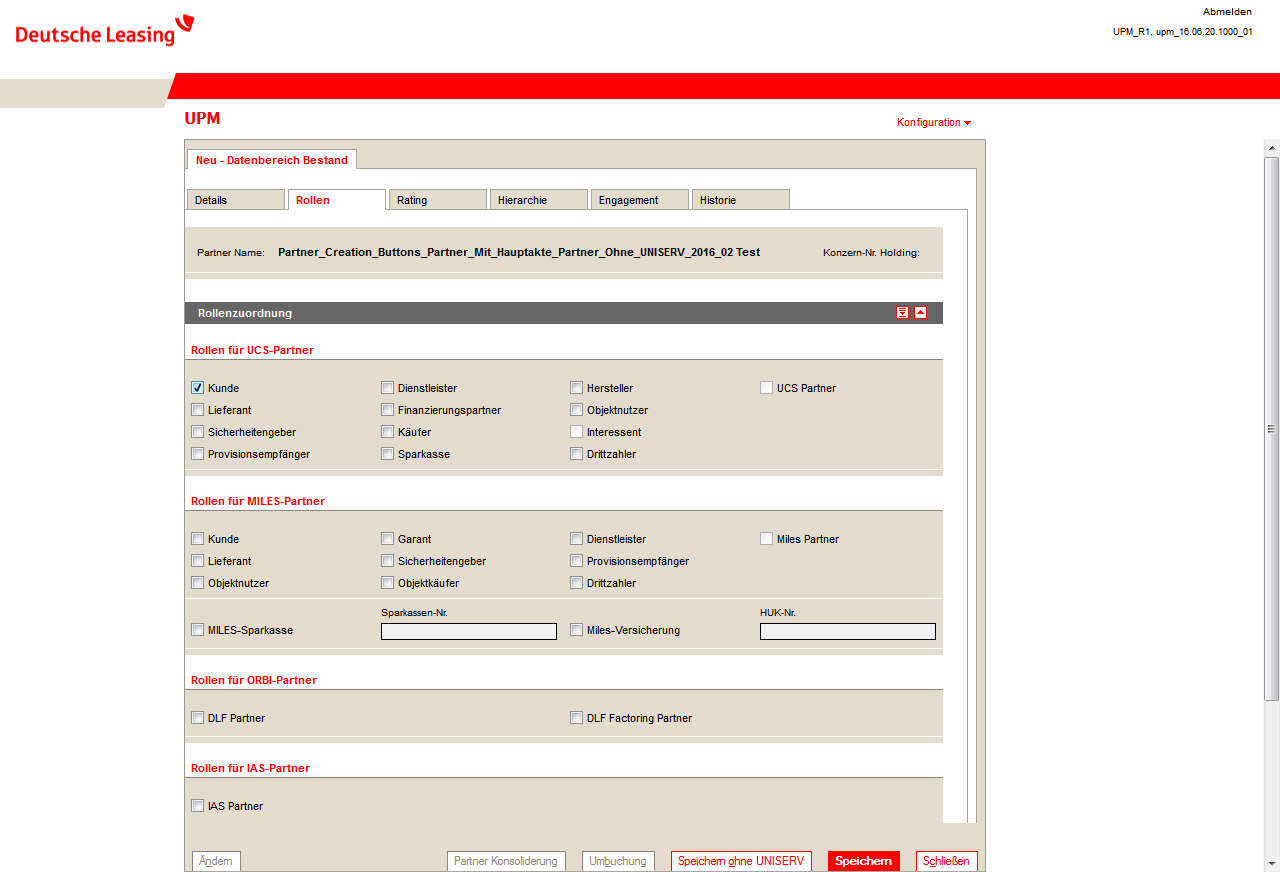 Deutsche Leasing
Abmelden
UPM_R1, upm_16.06.20.1000_01
UPM
Konfiguration
Neu - Datenbereich Bestand
Details Rollen Rating Hierarchie Engagement Historie
Partner Name: Partner_Creation_Buttons_Partner_Mit_Hauptakte_Partner_Ohne_UNISERV_2016_02 Test Konzern-Nr. Holding:
Rollenzuordnung
Rollen für UCS-Partner
Kunde Dienstleister Hersteller UCS Partner
Lieferant Finanzierungspartner Objektnutzer
Sicherheitengeber Käufer Interessent
Provisionsempfänger Sparkasse Drittzahler
Rollen für MILES-Partner
Kunde Garant Dienstleister Miles Partner
Lieferant Sicherheitengeber Provisionsempfänger
Objektnutzer Objektkäufer Drittzahler
Sparkassen-Nr. HUK-Nr.
MILES-Sparkasse Miles-Versicherung
Rollen für ORBI-Partner
DLF Partner DLF Factoring Partner
Rollen für IAS-Partner
IAS Partner
Ändern Partner Konsolidierung Umbuchung Speichern ohne UNISERV Speichern Schließen